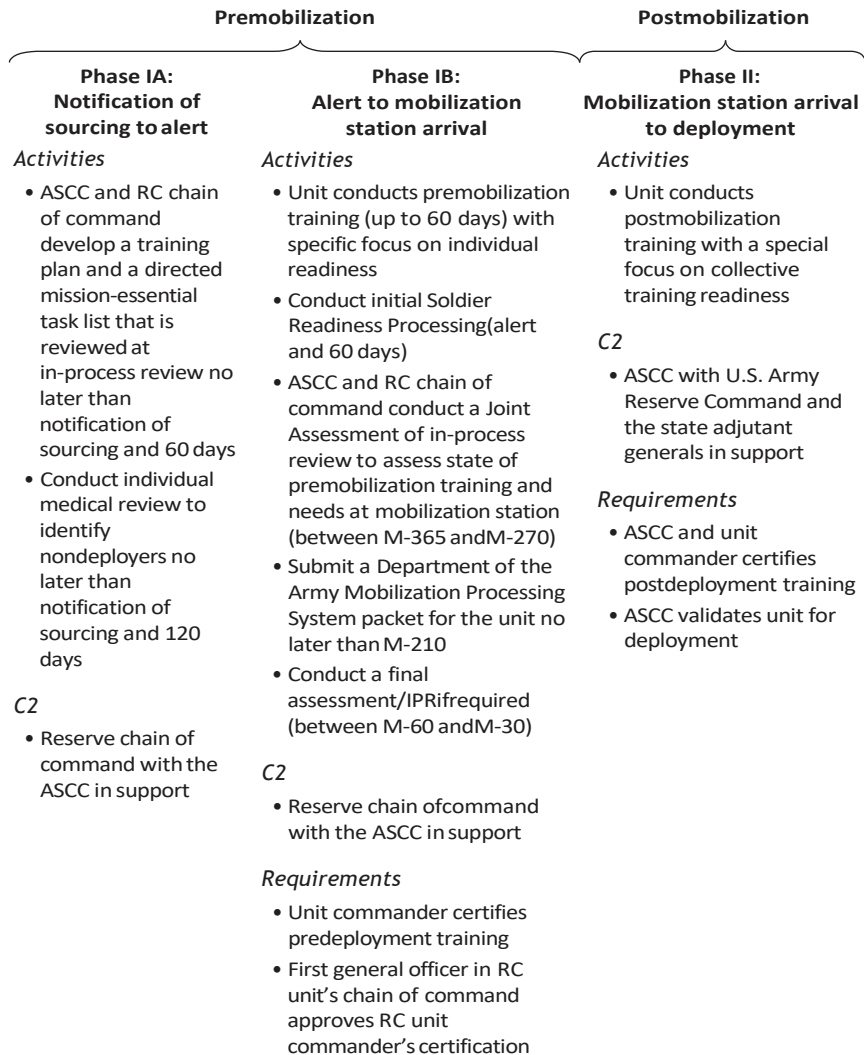 Premobilization
Postmobilization
Phase IA:
Notification of
sourcing to alert
Activities
• ASCC and RC chain
of command
develop a training
plan and a directed
mission-essential
task list that is
reviewed at
in-process review no
later than
notification of
sourcing and 60 days
• Conduct individual
medical review to
identify
nondeployers no
later than
notification of
sourcing and 120
days
C2
• Reserve chain of
command with the
ASCC in support
Phase IB:
Alert to mobilization
station arrival
Activities
• Unit conducts premobilization
training (up to 60 days) with
specific focus on individual
readiness
• Conduct initial Soldier
Readiness Processing(alert
and 60 days)
• ASCC and RC chain of
command conduct a Joint
Assessment of in-process
review to assess state of
premobilization training and
needs at mobilization station
(between M-365 andM-270)
• Submit a Department of the
Army Mobilization Processing
System packet for the unit no
later than M-210
• Conduct a final
assessment/IPRifrequired
(between M-60 andM-30)
C2
• Reserve chain ofcommand
with the ASCC in support
Requirements
• Unit commander certifies
predeployment training
• First general officer in RC
unit’s chain of command
approves RC unit
commander’s certification
Phase II:
Mobilization station arrival
to deployment
Activities
• Unit conducts
postmobilization
training with a special
focus on collective
training readiness
C2
• ASCC with U.S. Army
Reserve Command and
the state adjutant
generals in support
Requirements
• ASCC and unit
commander certifies
postdeployment training
• ASCC validates unit for
deployment